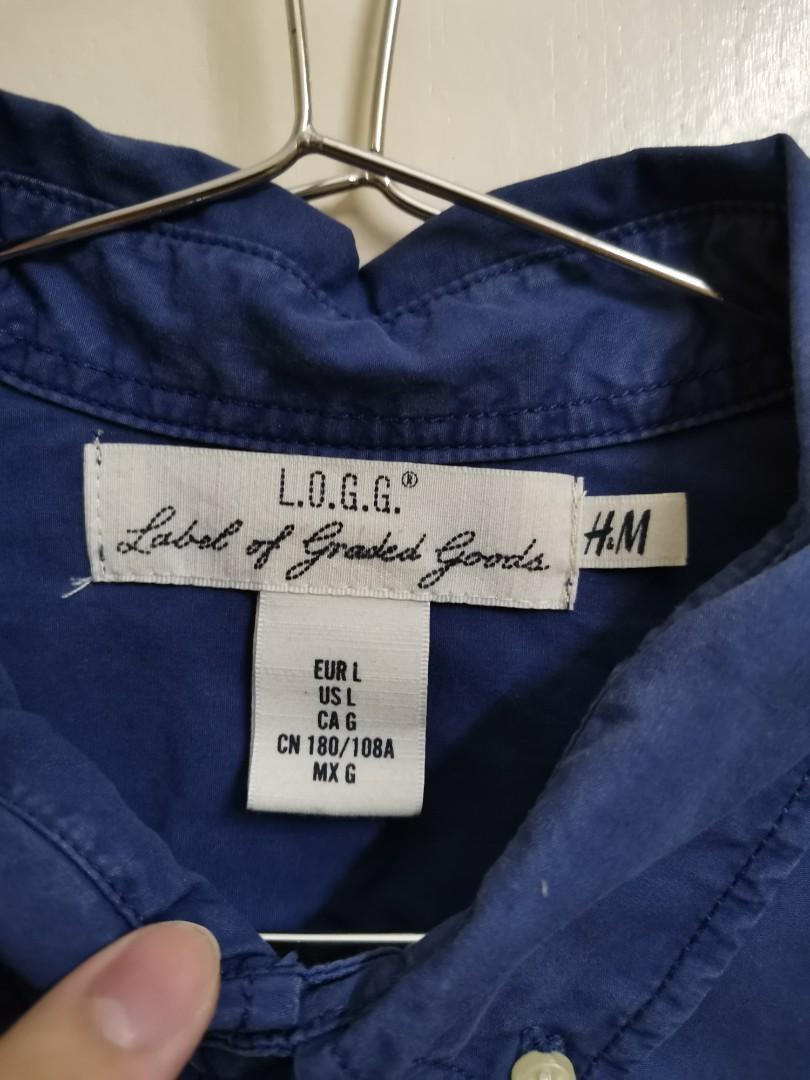 L.O.G.G.®
Label of Graded Goods
H&M
EUR L
US L
CA G
CN 180/108A
MX G